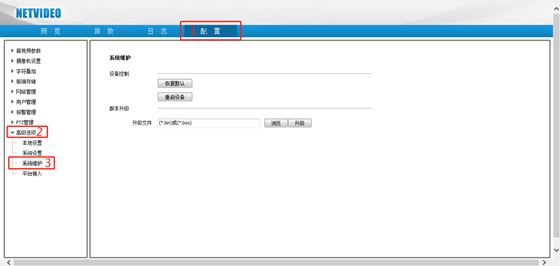 NETVIDEO
预 览 回 放 日 志 1 配 置
音视频参数
摄像机设置
字符叠加
前端存储
网络管理
用户管理
报警管理
PTZ管理
高级选项 2
本地设置
系统设置
系统维护 3
平台接入
系统维护
设备控制
恢复默认
重启设备
版本升级
升级文件 (*.bin)或(*.box) 浏览 升级